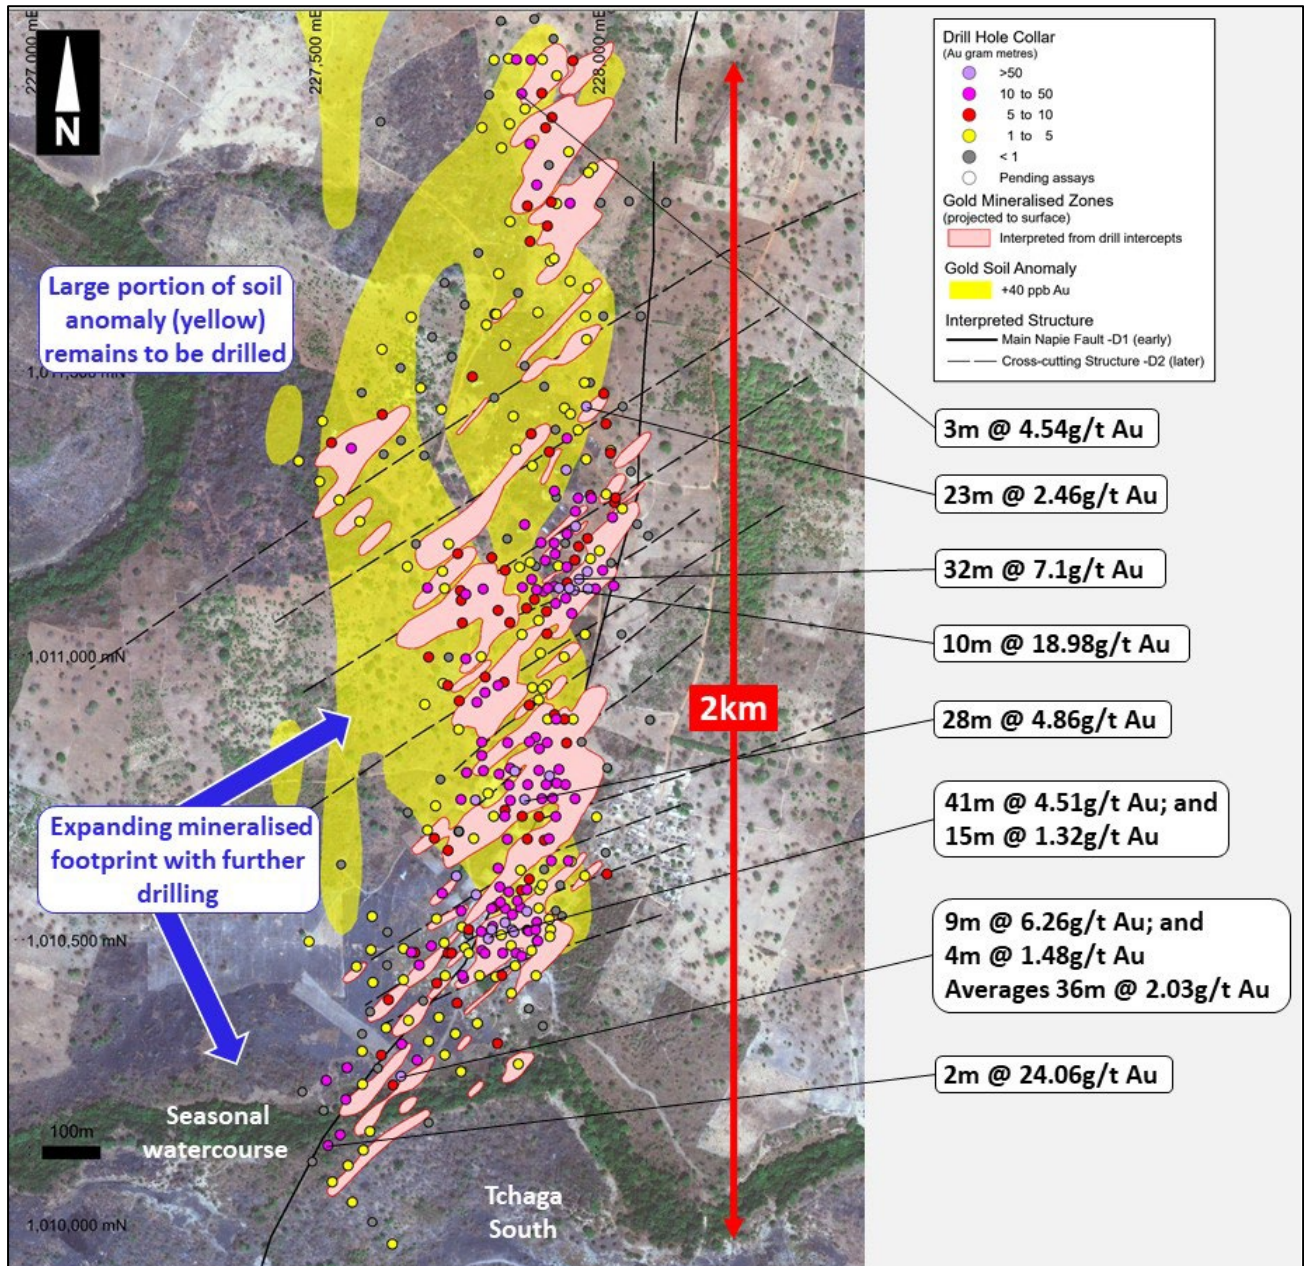 227,000 mE
227,500 mE
228,000 mE
N
Drill Hole Collar
(Au gram metres)
>50
10 to 50
5 to 10
1 to 5
< 1
Pending assays
Gold Mineralised Zones
(projected to surface)
Interpreted from drill intercepts
Gold Soil Anomaly
+40 ppb Au
Interpreted Structure
Main Napie Fault -D1 (early)
Cross-cutting Structure -D2 (later)
Large portion of soil
anomaly (yellow)
remains to be drilled
1,011,500 mN
3m @ 4.54g/t Au
23m @ 2.46g/t Au
32m @ 7.1g/t Au
10m @ 18.98g/t Au
1,011,000 mN
2km
28m @ 4.86g/t Au
41m @ 4.51g/t Au; and
15m @ 1.32g/t Au
Expanding mineralised
footprint with further
drilling
9m @ 6.26g/t Au; and
4m @ 1.48g/t Au
Averages 36m @ 2.03g/t Au
1,010,500 mN
2m @ 24.06g/t Au
Seasonal
watercourse
100m
Tchaga
South
1,010,000 mN